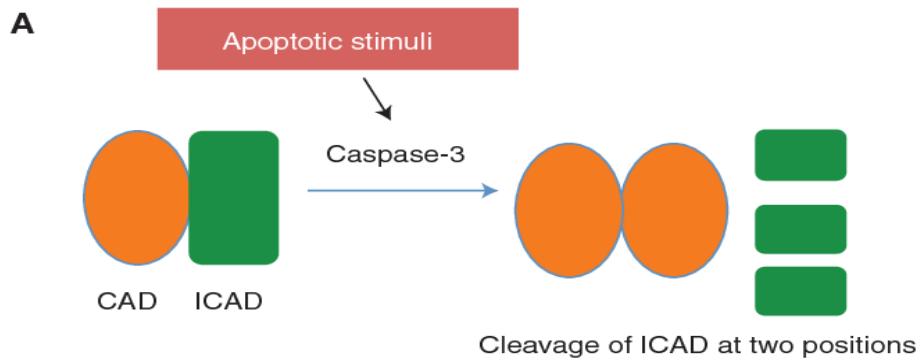 A
Apoptotic stimuli
Caspase-3
CAD ICAD
Cleavage of ICAD at two positions